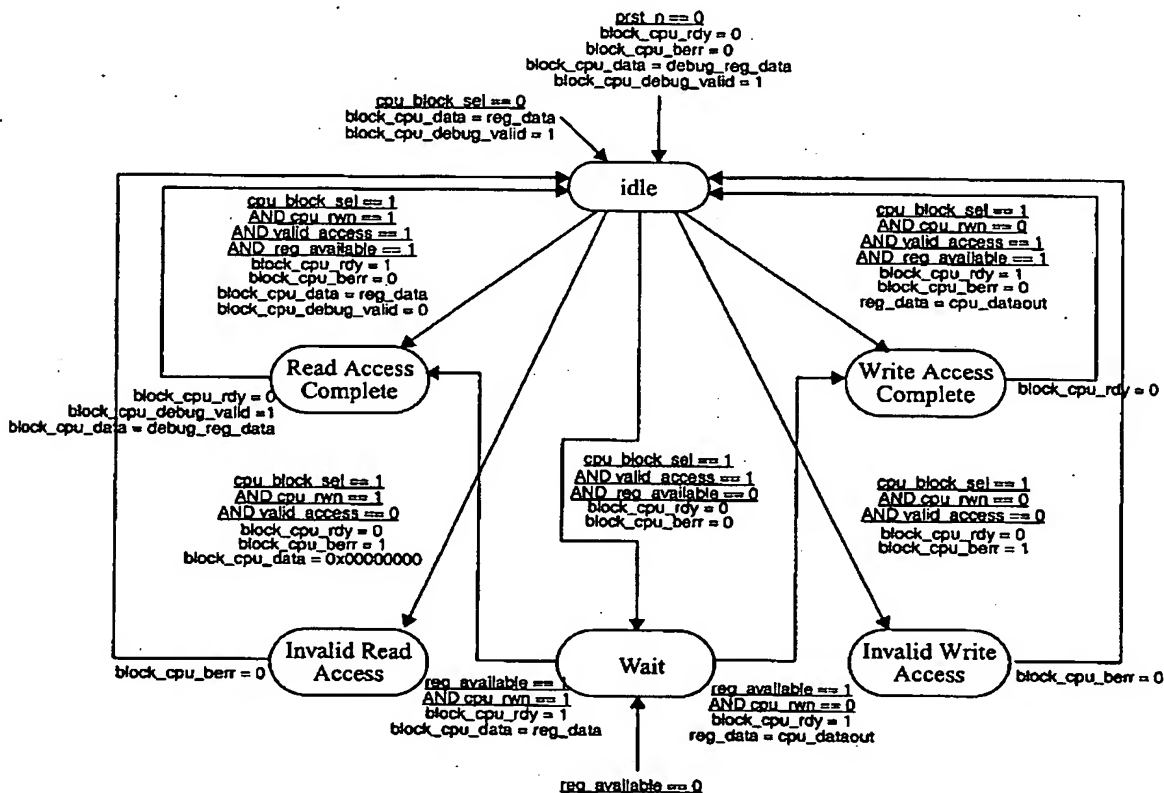 prst_n == 0
block_cpu_rdy = 0
block_cpu_berr = 0
block_cpu_data = debug_reg_data
block_cpu_debug_valid = 1
cpu_block_sel == 0
block_cpu_data = reg_data
block_cpu_debug_valid = 1
idle
cpu_block_sel == 1
AND cpu_rwn == 1
AND valid_access == 1
AND reg_available == 1
block_cpu_rdy = 1
block_cpu_berr = 0
block_cpu_data = reg_data
block_cpu_debug_valid = 0
cpu_block_sel == 1
AND cpu_rwn == 0
AND valid_access == 1
AND reg_available == 1
block_cpu_rdy = 1
block_cpu_berr = 0
reg_data = cpu_dataout
Read Access
Complete
Write Access
Complete
block_cpu_rdy = 0
block_cpu_debug_valid =1
block_cpu_data = debug_reg_data
block_cpu_rdy = 0
cpu_block_sel == 1
AND cpu_rwn == 1
AND valid_access == 0
block_cpu_rdy = 0
block_cpu_berr = 1
block_cpu_data = 0x00000000
cpu_block_sel == 1
AND valid_access == 1
AND reg_available == 0
block_cpu_rdy = 0
block_cpu_berr = 0
cpu_block_sel == 1
AND cpu_rwn == 0
AND valid_access == 0
block_cpu_rdy = 0
block_cpu_berr = 1
Invalid Read
Access
Wait
Invalid Write
Access
block_cpu_berr = 0
reg_available == 1
AND cpu_rwn == 1
block_cpu_rdy = 1
block_cpu_data = reg_data
reg_available == 1
AND cpu_rwn == 0
block_cpu_rdy = 1
reg_data = cpu_dataout
block_cpu_berr = 0
reg_available == 0